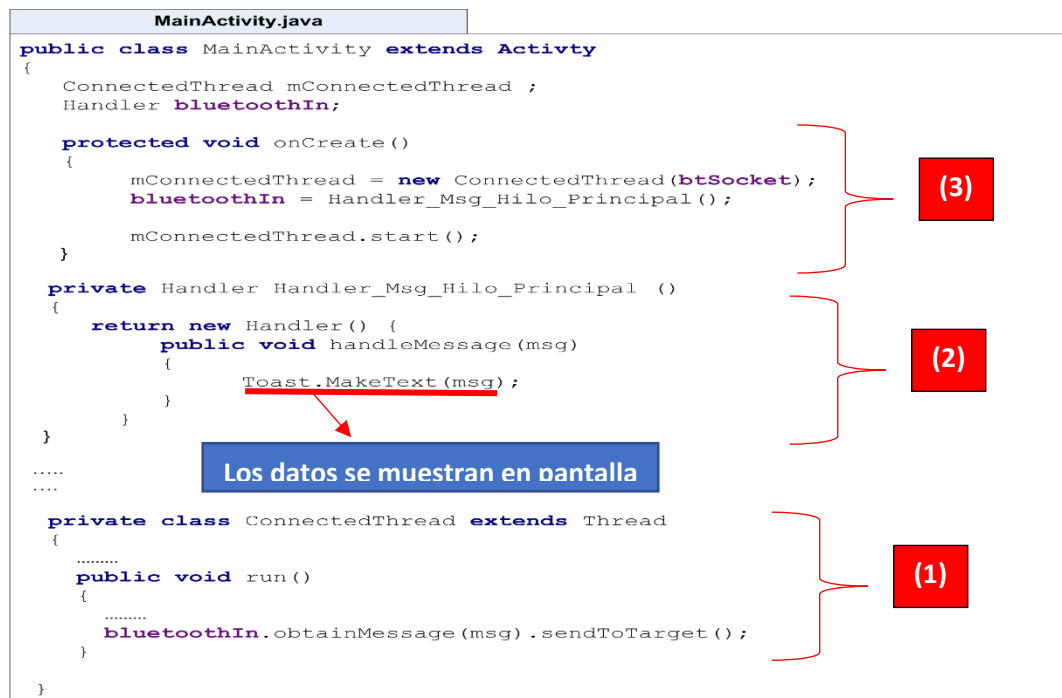 MainActivity.java
public class MainActivity extends Activty
{
ConnectedThread mConnectedThread ;
Handler bluetoothIn;
protected void onCreate()
{
mConnectedThread = new ConnectedThread(btSocket);
bluetoothIn = Handler_Msg_Hilo_Principal();
mConnectedThread.start();
}
(3)
private Handler Handler_Msg_Hilo_Principal ()
{
return new Handler() {
public void handleMessage(msg)
{
Toast.MakeText(msg);
}
}
}
(2)
Los datos se muestran en pantalla
.....
....
private class ConnectedThread extends Thread
{
.........
public void run()
{
.........
bluetoothIn.obtainMessage(msg).sendToTarget();
}
}
(1)